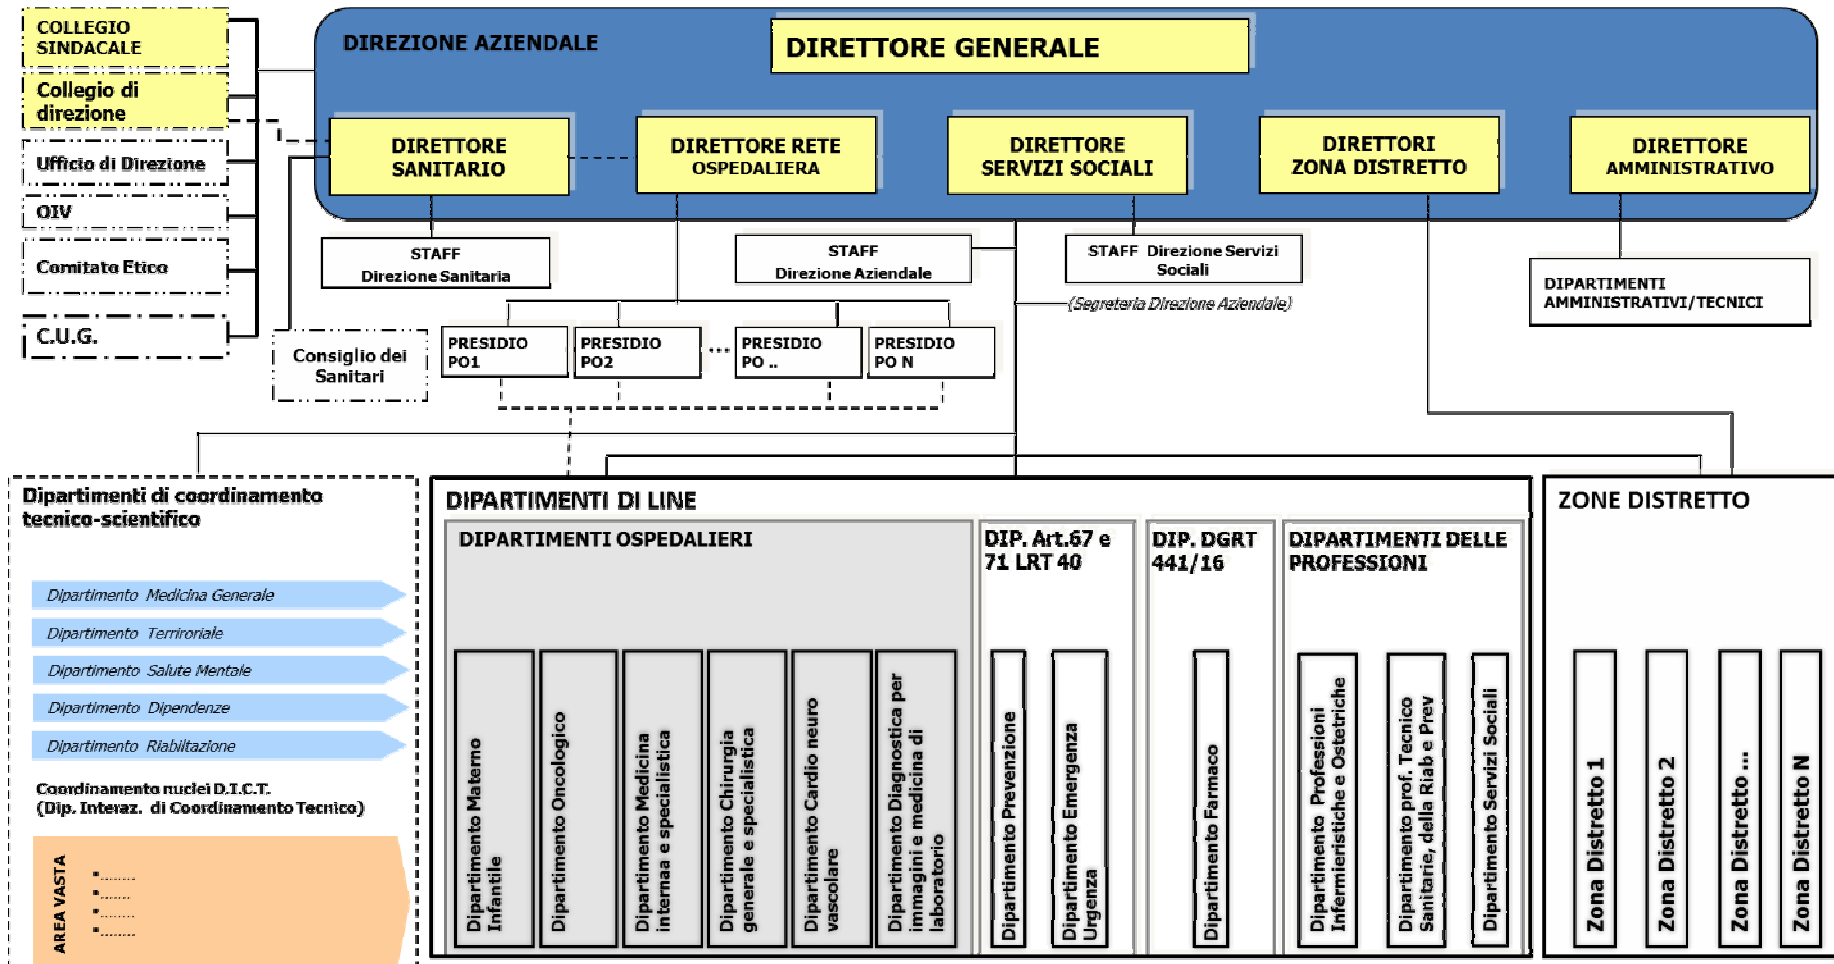 COLLEGIO
SINDACALE
Collegio di
direzione
Ufficio di Direzione
OIV
Comitato Etico
C.U.G.
DIREZIONE AZIENDALE
DIRETTORE GENERALE
DIRETTORE
SANITARIO
DIRETTORE RETE
OSPEDALIERA
DIRETTORE
SERVIZI SOCIALI
DIRETTORI
ZONA DISTRETTO
DIRETTORE
AMMINISTRATIVO
STAFF
Direzione Sanitaria
STAFF
Direzione Aziendale
STAFF Direzione Servizi
Sociali
(Segreteria Direzione Aziendale)
DIPARTIMENTI
AMMINISTRATIVI/TECNICI
Consiglio dei
Sanitari
PRESIDIO
PO1
PRESIDIO
PO2
...
PRESIDIO
PO ..
PRESIDIO
PO N
Dipartimenti di coordinamento
tecnico-scientifico
Dipartimento Medicina Generale
Dipartimento Terriroriale
Dipartimento Salute Mentale
Dipartimento Dipendenze
Dipartimento Riabiltazione
Coordinamento nuclei D.I.C.T.
(Dip. Interaz. di Coordinamento Tecnico)
AREA VASTA
▪........
▪.......
▪........
▪........
DIPARTIMENTI DI LINE
DIPARTIMENTI OSPEDALIERI
Dipartimento Materno
Infantile
Dipartimento Oncologico
Dipartimento Medicina
interna e specialistica
Dipartimento Chirurgia
generale e specialistica
Dipartimento Cardio neuro
vascolare
Dipartimento Diagnostica per
immagini e medicina di
laboratorio
DIP. Art.67 e
71 LRT 40
Dipartimento Prevenzione
Dipartimento Emergenza
Urgenza
DIP. DGRT
441/16
Dipartimento Farmaco
DIPARTIMENTI DELLE
PROFESSIONI
Dipartimento Professioni
Infermieristiche e Ostetriche
Dipartimento prof. Tecnico
Sanitarie, della Riab e Prev
Dipartimento Servizi Sociali
ZONE DISTRETTO
Zona Distretto 1
Zona Distretto 2
Zona Distretto ...
Zona Distretto N